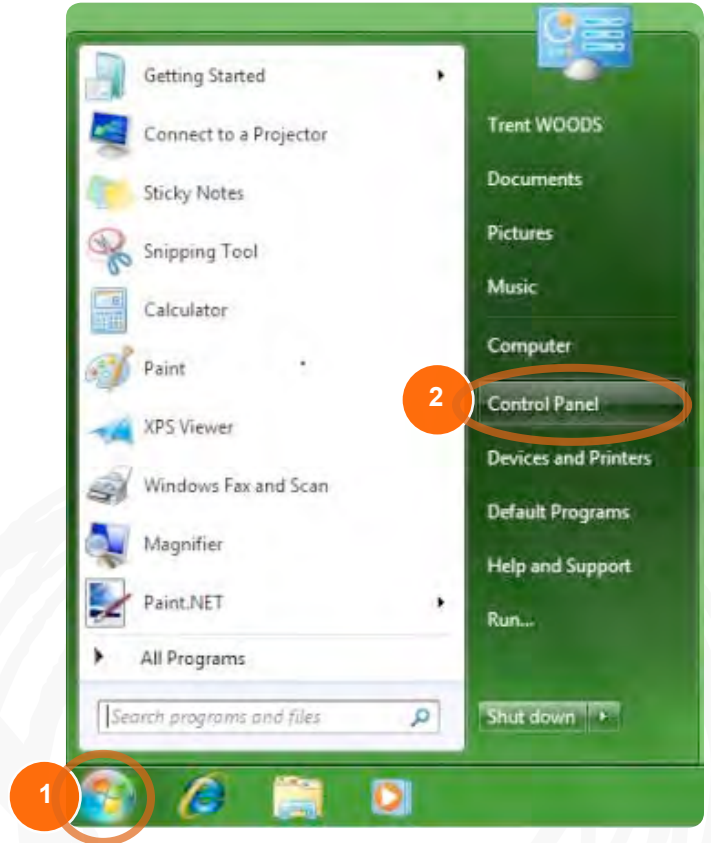 Getting Started
Connect to a Projector
Sticky Notes
Snipping Tool
Calculator
Paint
XPS Viewer
Windows Fax and Scan
Magnifier
Paint.NET
All Programs
Search programs and files
Trent WOODS
Documents
Pictures
Music
Computer
2
Control Panel
Devices and Printers
Default Programs
Help and Support
Run...
Shut down
1